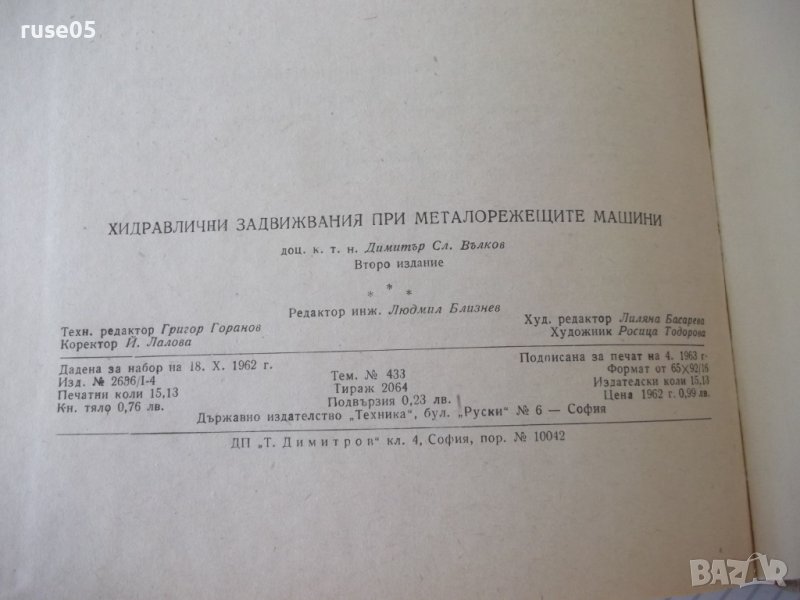 ruse05
ХИДРАВЛИЧНИ ЗАДВИЖВАНИЯ ПРИ МЕТАЛОРЕЖЕЩИТЕ МАШИНИ
доц. к. т. н. Димитър Сл. Вълков
Второ издание
* * *
Редактор инж. Людмил Близнев
Техн. редактор Григор Горанов
Худ. редактор Лиляна Басарева
Коректор Й. Лалова
Художник Росица Тодорова
Дадена за набор на 18. X. 1962 г.
Подписана за печат на 4. 1963 г.
Изд. № 2686/I-4
Тем. № 433
Формат от 65×92/16
Печатни коли 15,13
Тираж 2064
Издателски коли 15,13
Кн. тяло 0,76 лв.
Подвързия 0,23 лв.
Цена 1962 г. 0,99 лв.
Държавно издателство „Техника“, бул. „Руски“ № 6 — София
ДП „Т. Димитров“ кл. 4, София, пор. № 10042
BAZAR